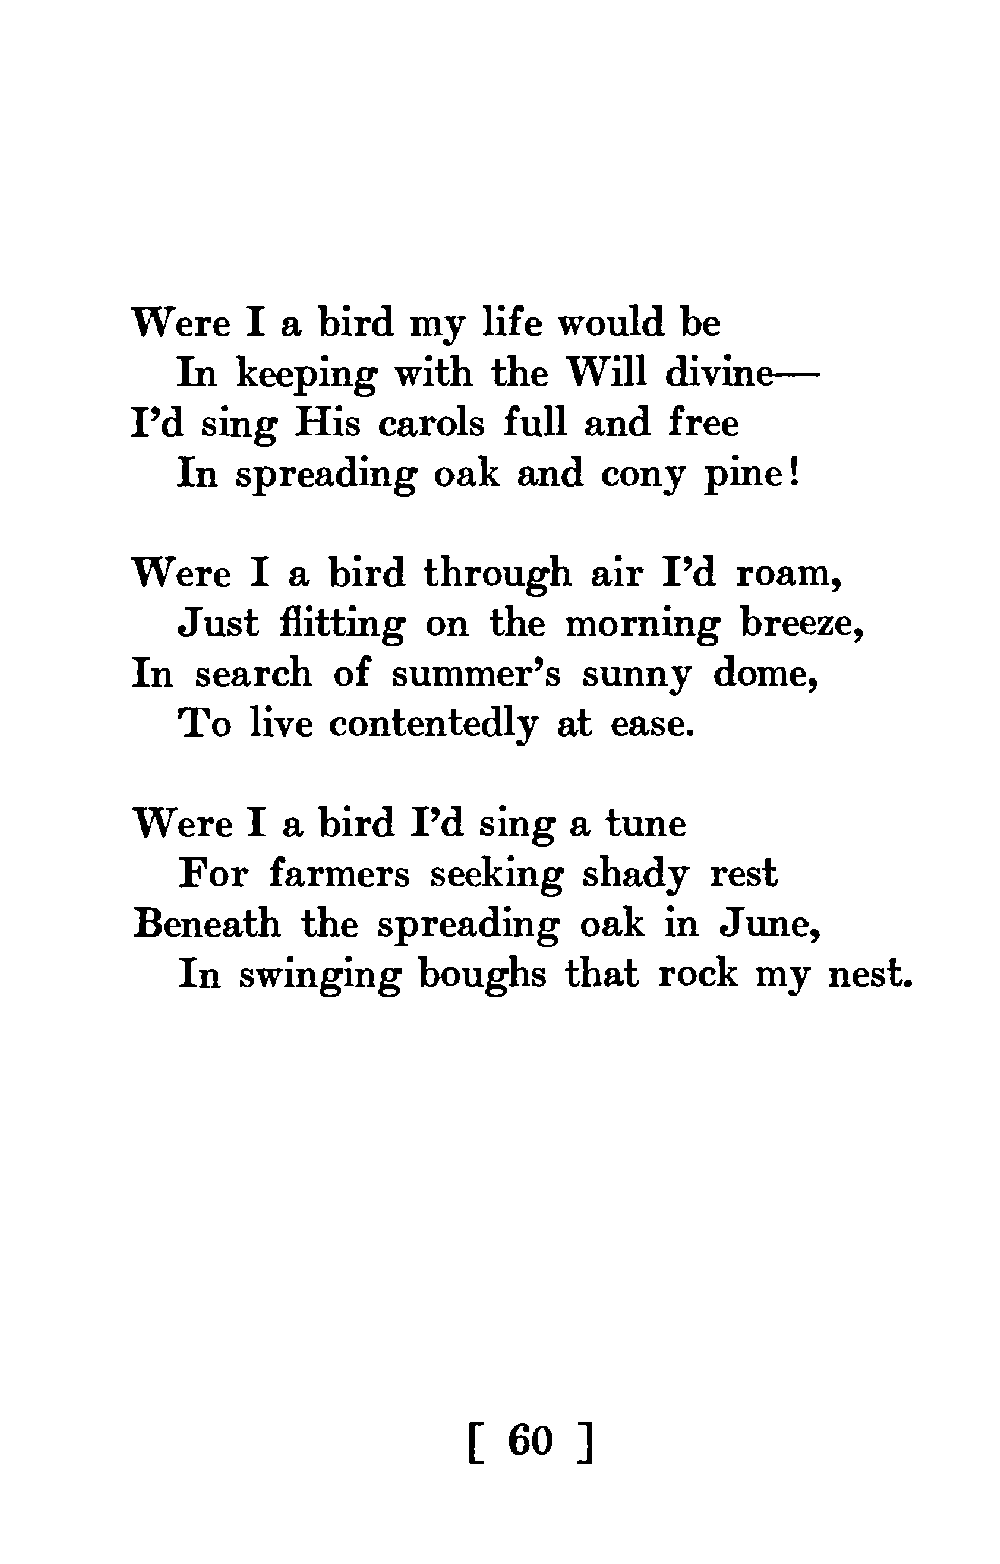 Were I a bird my life would be
In keeping with the Will divine—
I'd sing His carols full and free
In spreading oak and cony pine!

Were I a bird through air I'd roam,
Just flitting on the morning breeze,
In search of summer's sunny dome,
To live contentedly at ease.

Were I a bird I'd sing a tune
For farmers seeking shady rest
Beneath the spreading oak in June,
In swinging boughs that rock my nest.

[ 60 ]